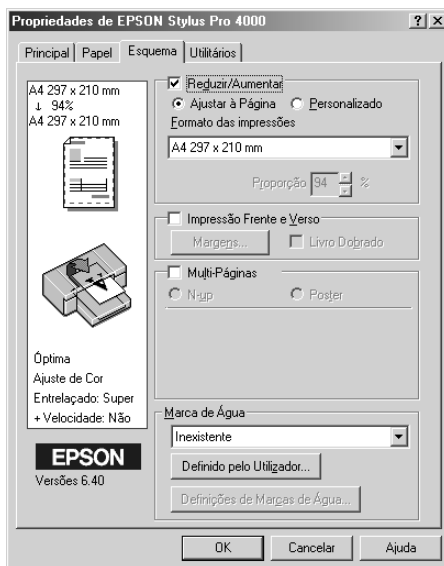 Propriedades de EPSON Stylus Pro 4000
Principal
Papel
Esquema
Utilitários
A4 297 x 210 mm
↓ 94%
A4 297 x 210 mm
Óptima
Ajuste de Cor
Entrelaçado: Super
+ Velocidade: Não
EPSON
Versões 6.40
Reduzir/Aumentar
Ajustar à Página
Personalizado
Formato das impressões
A4 297 x 210 mm
Proporção 94 %
Impressão Frente e Verso
Margens...
Livro Dobrado
Multi-Páginas
N-up
Poster
Marca de Água
Inexistente
Definido pelo Utilizador...
Definições de Marcas de Água...
OK
Cancelar
Ajuda